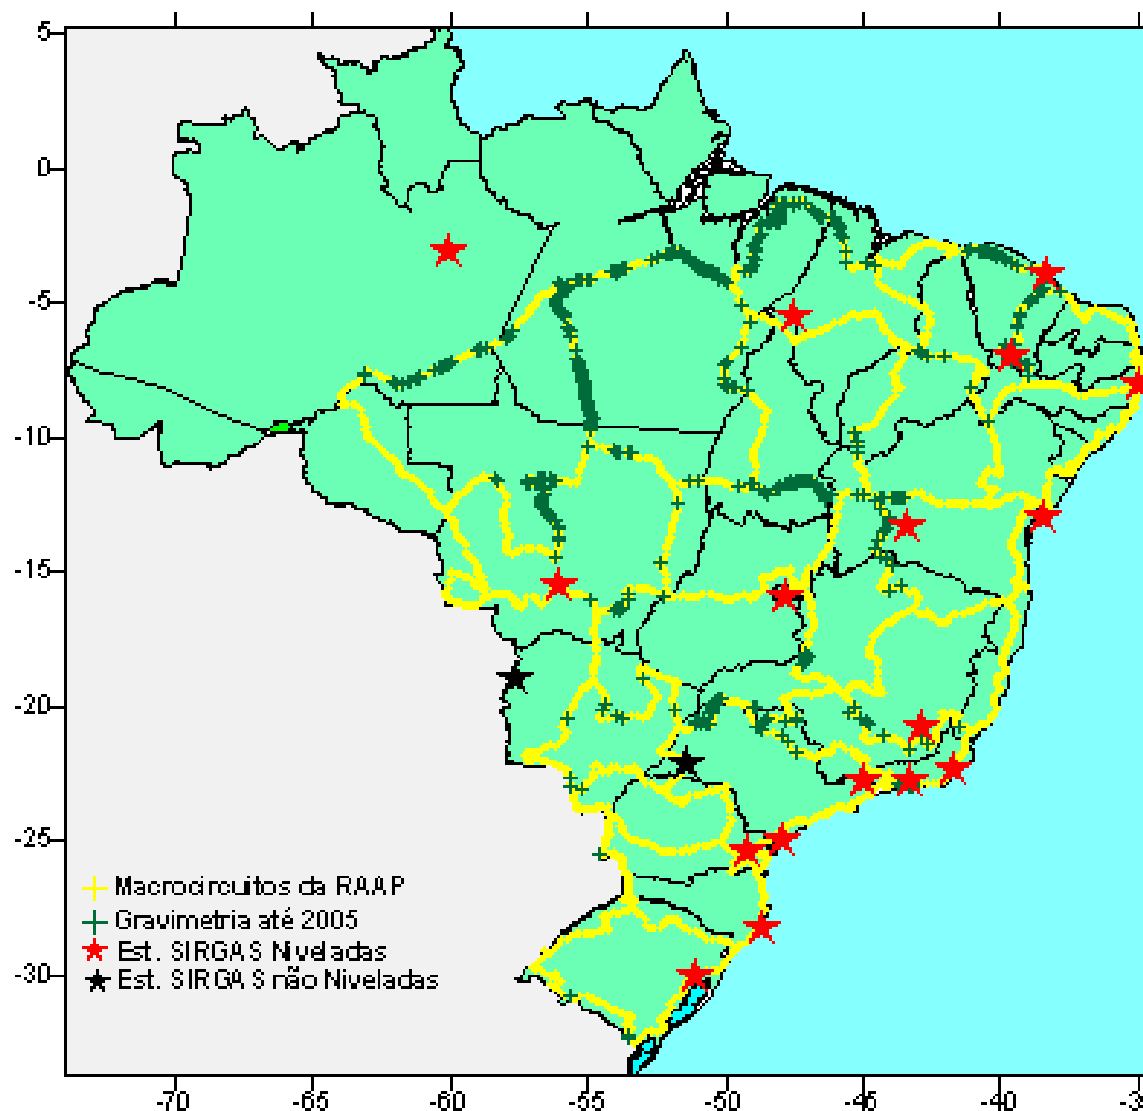 5
0
-5
-10
-15
-20
-25
-30
Macrocircuitos da RAAP
Gravimetria até 2005
Est. SIRGAS Niveladas
Est. SIRGAS não Niveladas
-70 -65 -60 -55 -50 -45 -40 -3